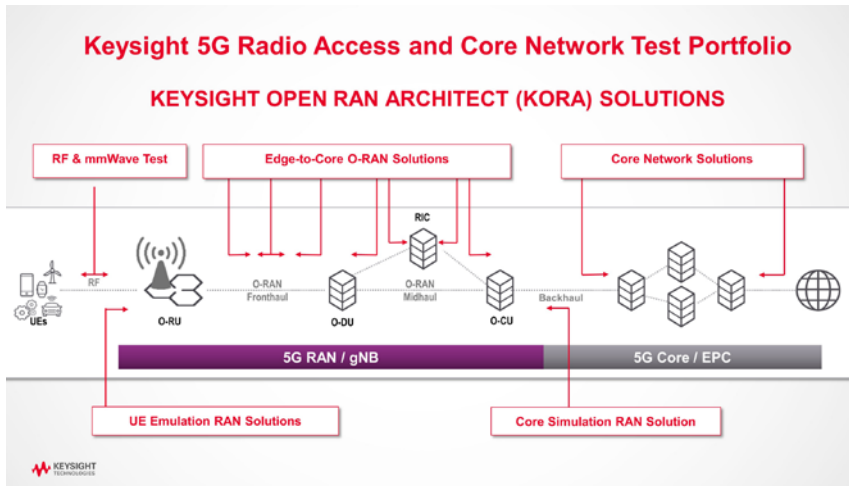 Keysight 5G Radio Access and Core Network Test Portfolio
KEYSIGHT OPEN RAN ARCHITECT (KORA) SOLUTIONS
RF & mmWave Test
Edge-to-Core O-RAN Solutions
Core Network Solutions
RIC
RF
O-RAN
Fronthaul
O-RAN
Midhaul
Backhaul
UEs
O-RU
O-DU
O-CU
5G RAN / gNB
5G Core / EPC
UE Emulation RAN Solutions
Core Simulation RAN Solution
KEYSIGHT
TECHNOLOGIES